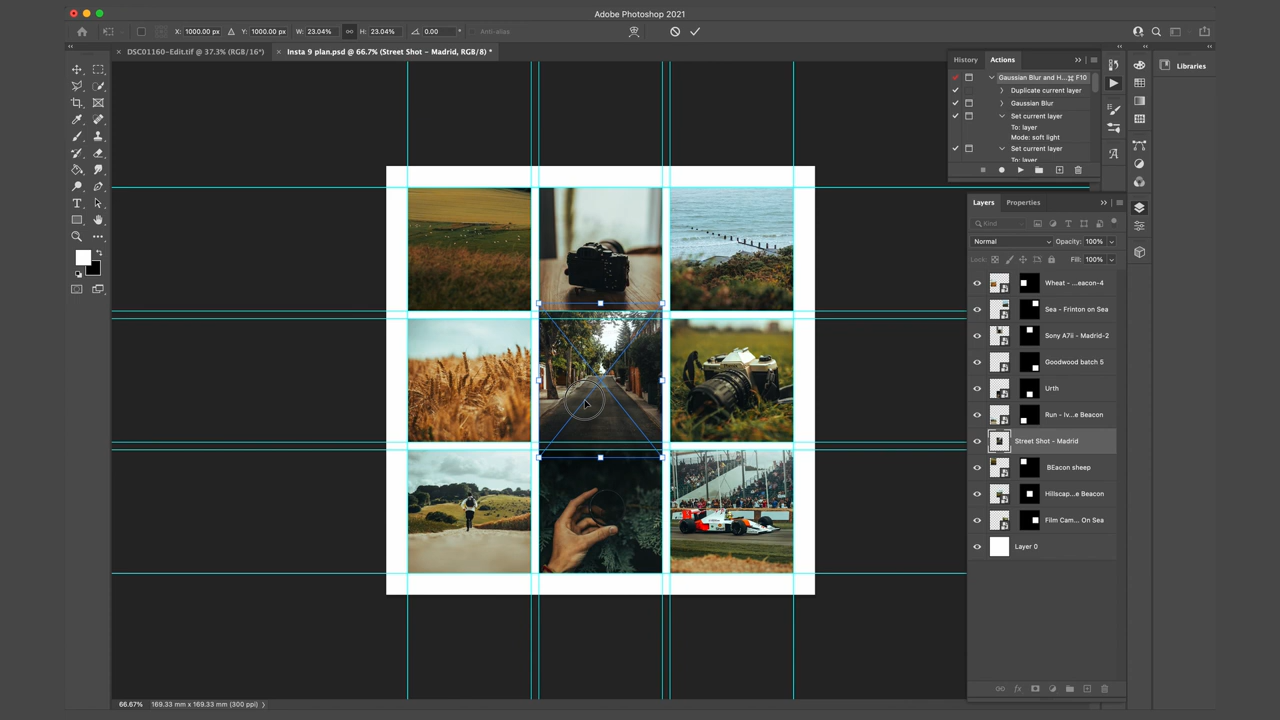 Adobe Photoshop 2021
X: 1000.00 px Y: 1000.00 px W: 23.04% H: 23.04% 0.00 ° Anti-alias
× DSC01160-Edit.tif @ 37.3% (RGB/16*) × Insta 9 plan.psd @ 66.7% (Street Shot - Madrid, RGB/8) *
History Actions
Libraries
Gaussian Blur and H... F10
Duplicate current layer
Gaussian Blur
Set current layer
To: layer
Mode: soft light
Set current layer
To: layer
Layers Properties
Kind
Normal Opacity: 100%
Lock: Fill: 100%
Wheat - ...eacon-4
Sea - Frinton on Sea
Sony A7ii - Madrid-2
Goodwood batch 5
Urth
Run - Iv...e Beacon
Street Shot - Madrid
BEacon sheep
Hillscap...e Beacon
Film Cam... On Sea
Layer 0
66.67% 169.33 mm x 169.33 mm (300 ppi)